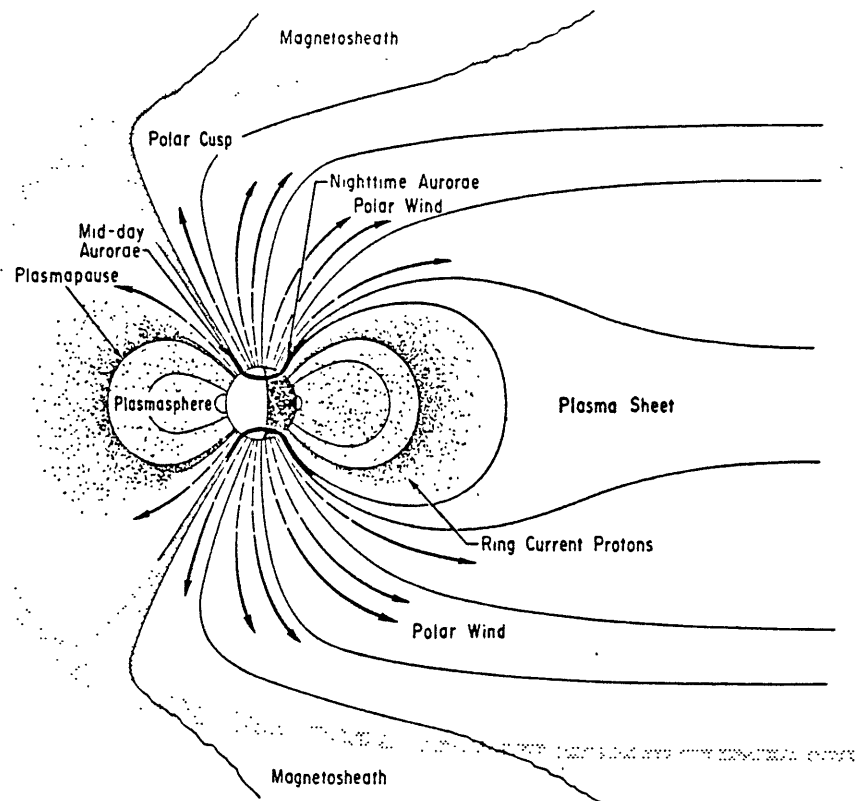 Magnetosheath
Polar Cusp
Nighttime Aurorae
Polar Wind
Mid-day
Aurorae
Plasmapause
Plasmasphere
Plasma Sheet
Ring Current Protons
Polar Wind
Magnetosheath